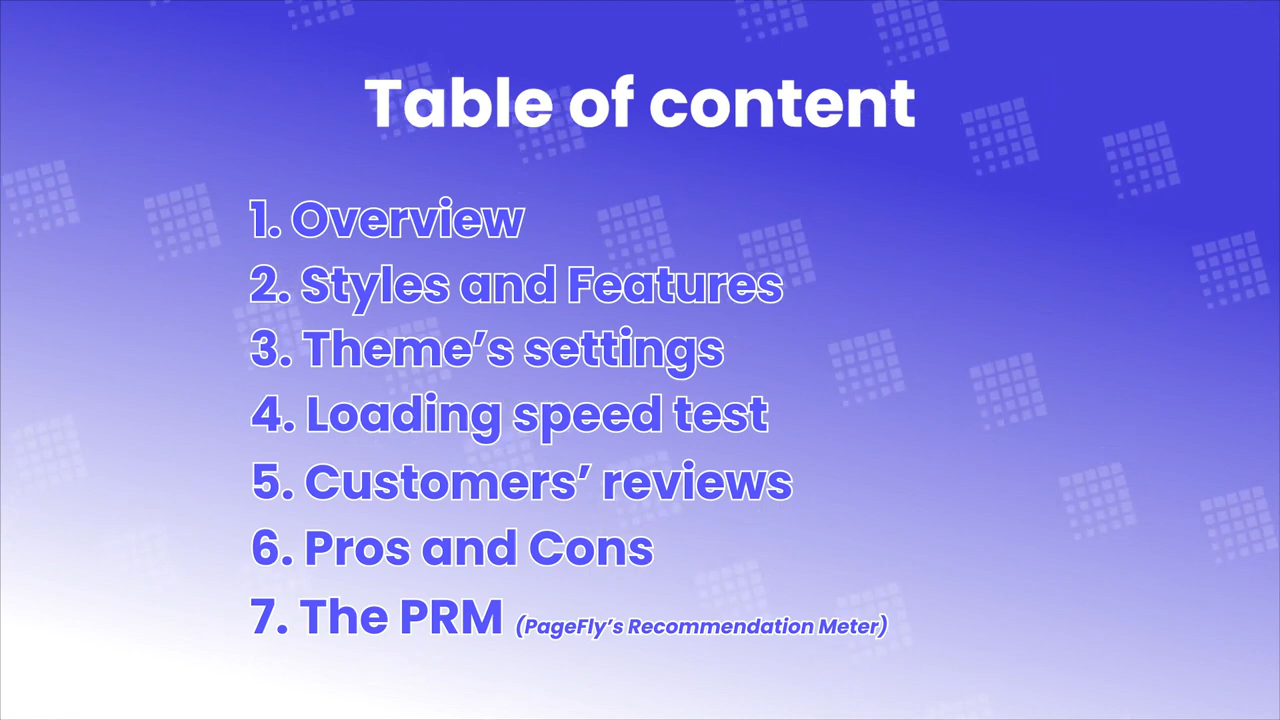 Table of content
1. Overview
2. Styles and Features
3. Theme’s settings
4. Loading speed test
5. Customers’ reviews
6. Pros and Cons
7. The PRM (PageFly’s Recommendation Meter)